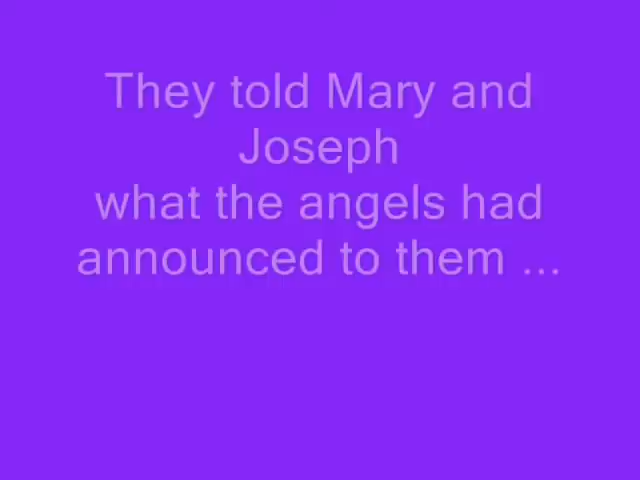 They told Mary and
Joseph
what the angels had
announced to them ...